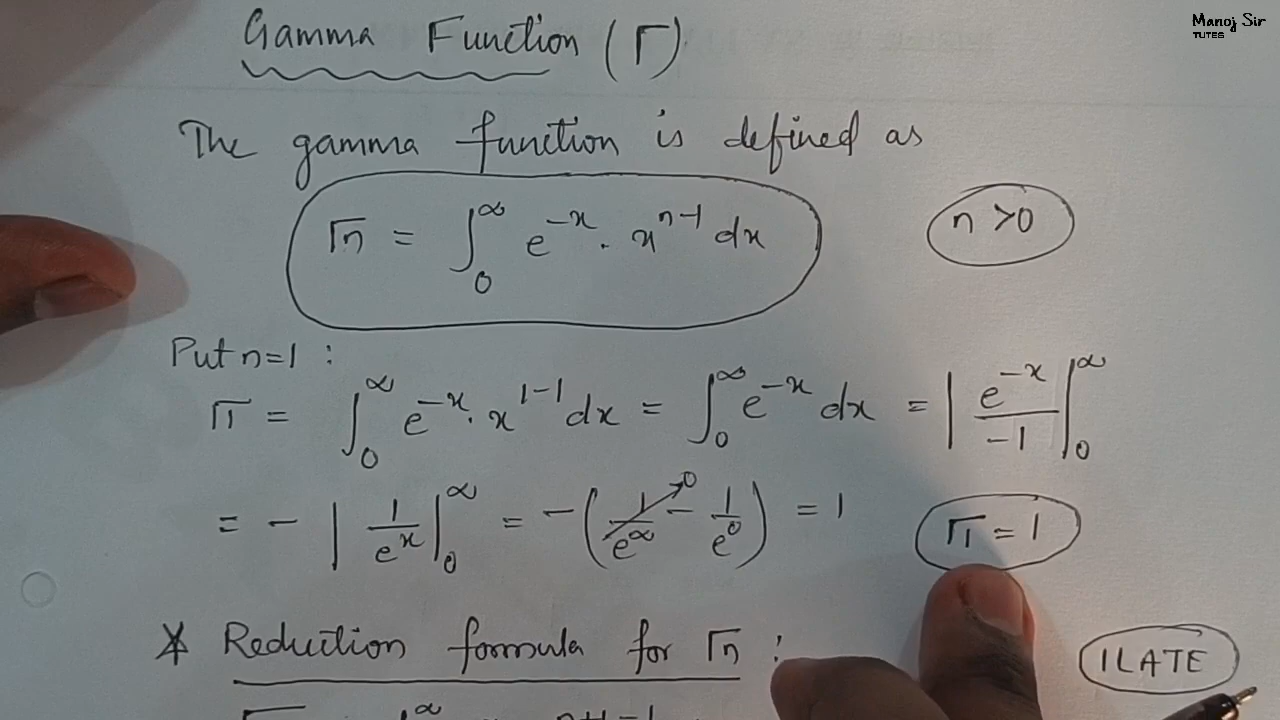 Manoj Sir
TUTES
Gamma Function (Γ)
The gamma function is defined as
Γn = ∫₀^∞ e^{-x} . x^{n-1} dx
n >0
Put n=1 :
Γ1 = ∫₀^∞ e^{-x} . x^{1-1} dx = ∫₀^∞ e^{-x} dx = | e^{-x}/-1 |₀^∞
= - | 1/e^x |₀^∞ = -( 1/e^∞ →0 - 1/e^0 ) = 1
Γ1 = 1
* Reduction formula for Γn :
ILATE